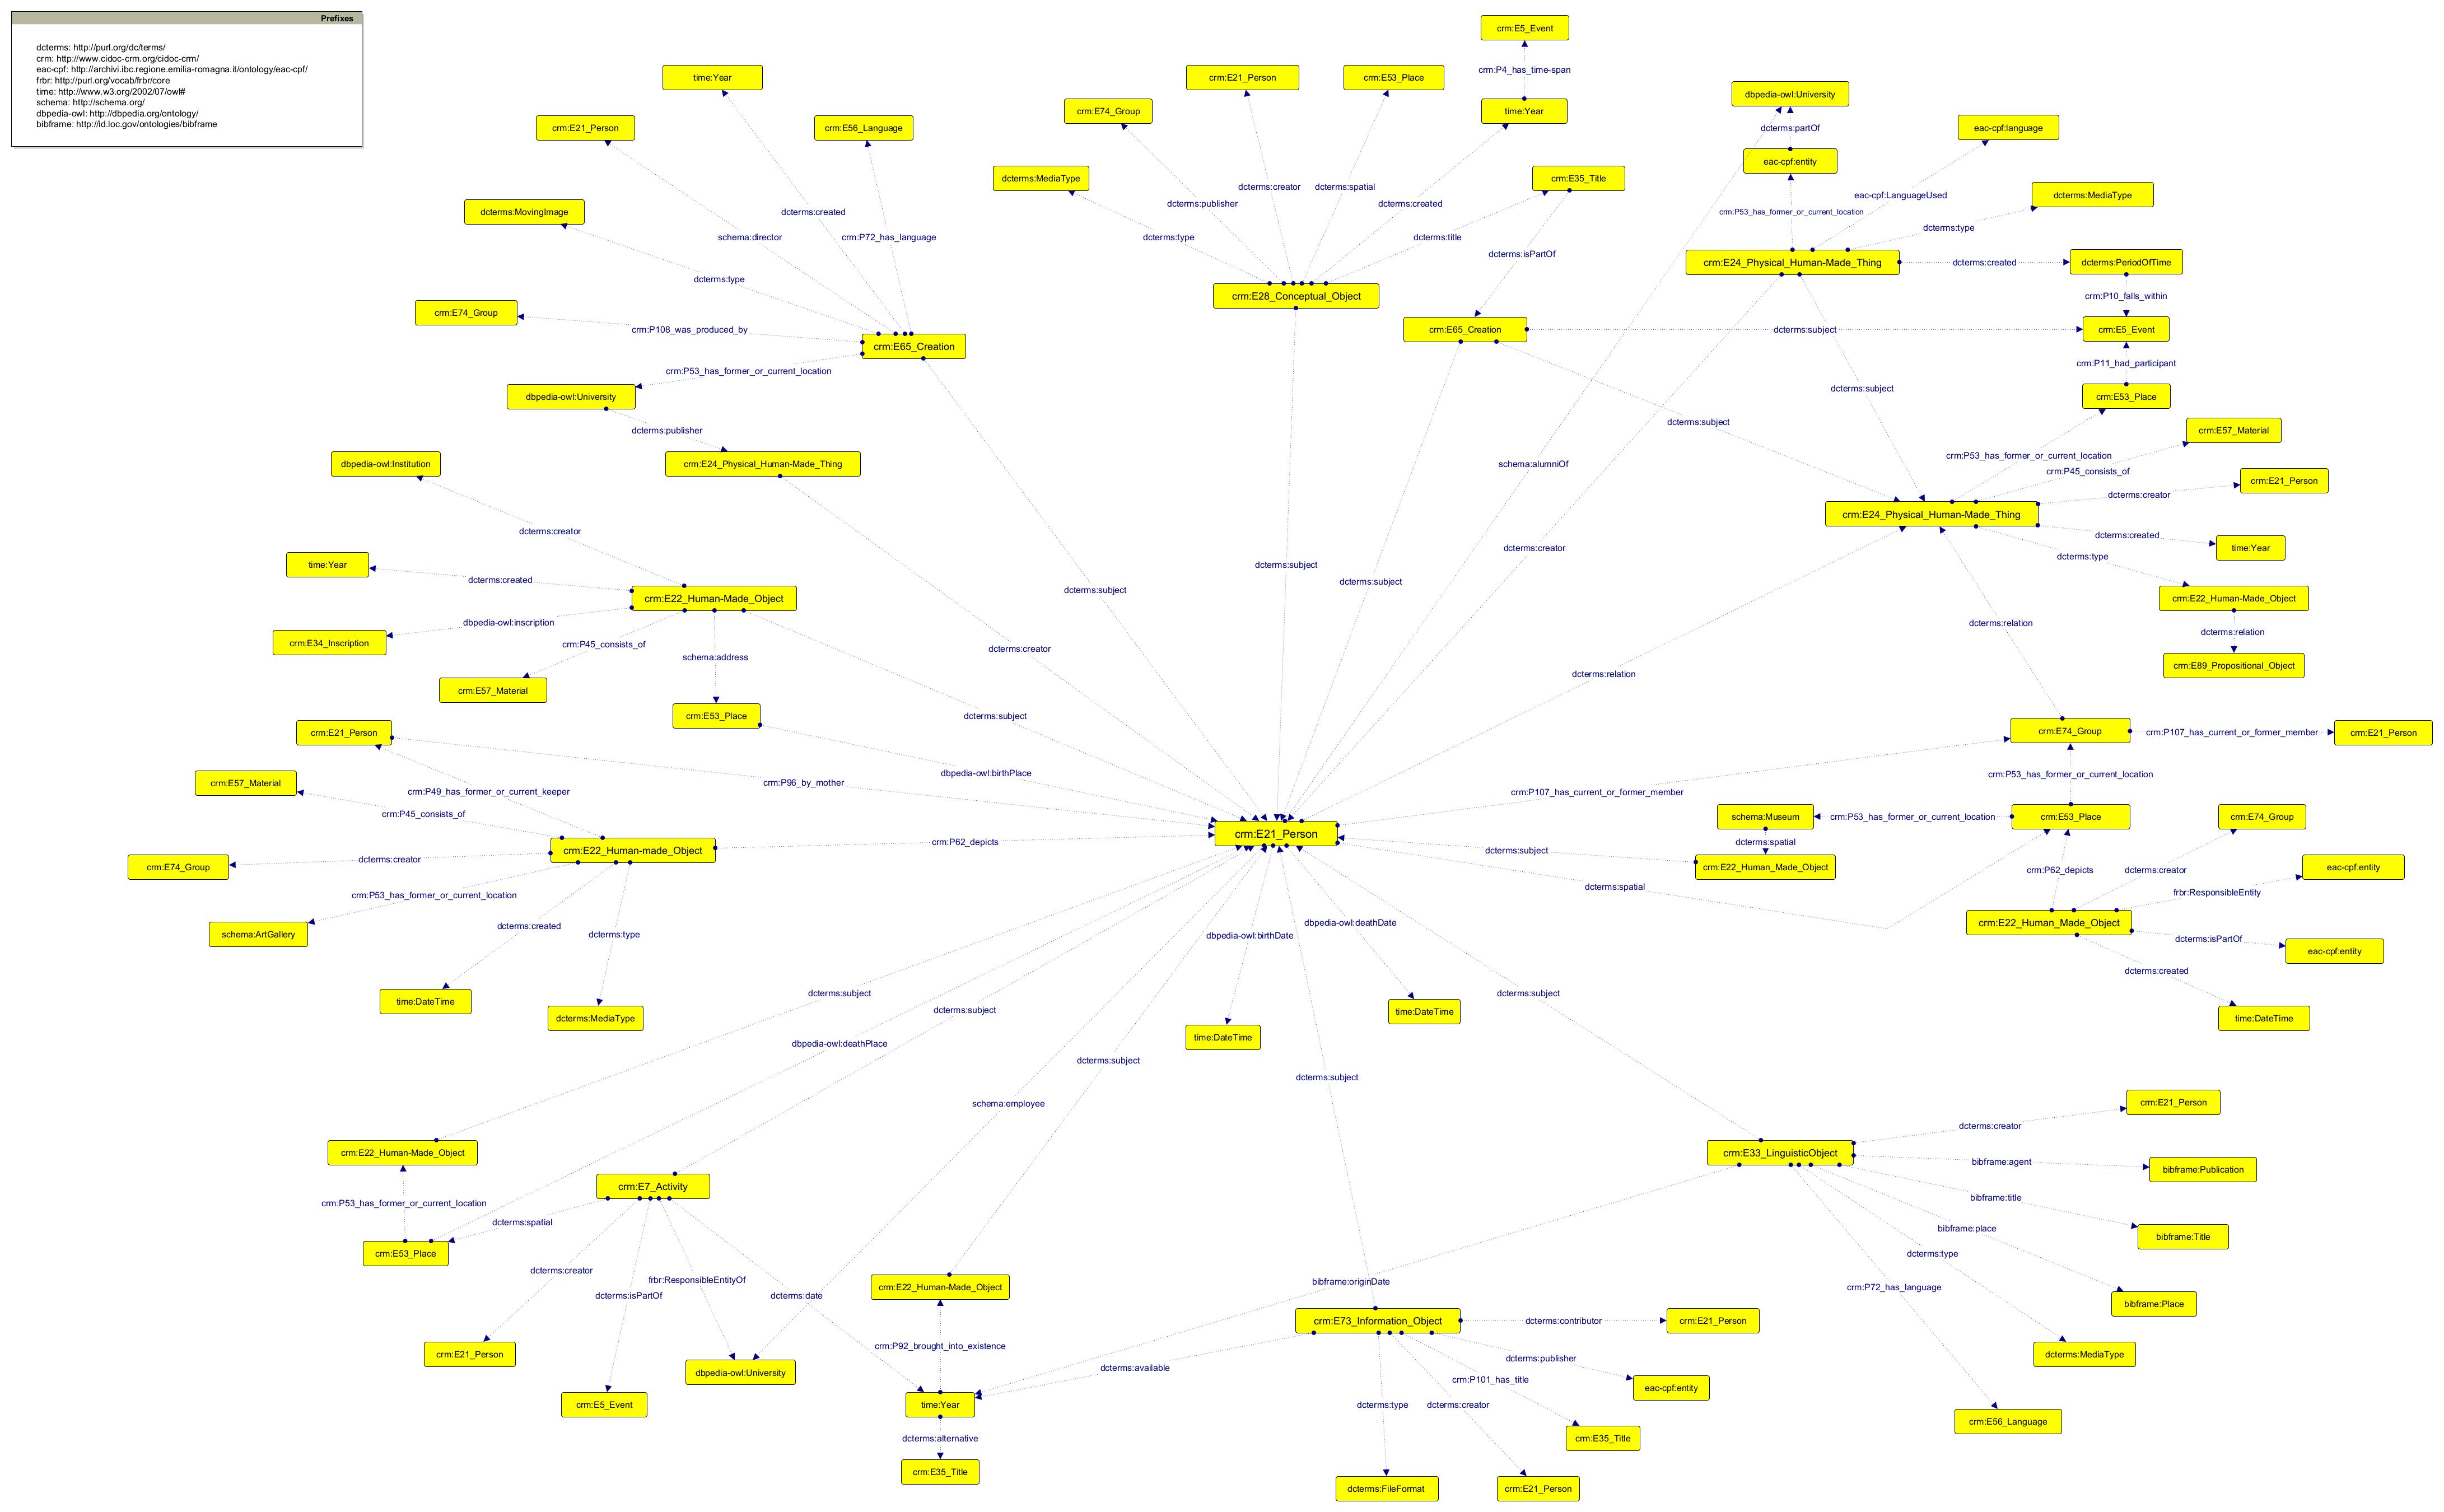 Prefixes
dcterms: http://purl.org/dc/terms/
crm: http://www.cidoc-crm.org/cidoc-crm/
eac-cpf: http://archivi.ibc.regione.emilia-romagna.it/ontology/eac-cpf/
frbr: http://purl.org/vocab/frbr/core
time: http://www.w3.org/2002/07/owl#
schema: http://schema.org/
dbpedia-owl: http://dbpedia.org/ontology/
bibframe: http://id.loc.gov/ontologies/bibframe
time:Year
crm:E21_Person
crm:E56_Language
dcterms:MovingImage
dcterms:created
schema:director
crm:P72_has_language
dcterms:type
crm:E74_Group
crm:P108_was_produced_by
crm:E65_Creation
crm:P53_has_former_or_current_location
dbpedia-owl:University
dcterms:publisher
crm:E24_Physical_Human-Made_Thing
dcterms:subject
dcterms:creator
crm:E5_Event
crm:P4_has_time-span
crm:E21_Person
crm:E53_Place
crm:E74_Group
time:Year
dcterms:MediaType
crm:E35_Title
dcterms:creator
dcterms:spatial
dcterms:publisher
dcterms:created
dcterms:type
dcterms:title
dcterms:isPartOf
crm:E28_Conceptual_Object
crm:E65_Creation
dcterms:subject
dcterms:subject
dcterms:subject
dcterms:subject
dbpedia-owl:University
dcterms:partOf
eac-cpf:entity
eac-cpf:language
eac-cpf:LanguageUsed
dcterms:MediaType
crm:P53_has_former_or_current_location
dcterms:type
crm:E24_Physical_Human-Made_Thing
dcterms:created
dcterms:PeriodOfTime
crm:P10_falls_within
crm:E5_Event
crm:P11_had_participant
crm:E53_Place
dcterms:subject
schema:alumniOf
dcterms:creator
crm:E57_Material
crm:P53_has_former_or_current_location
crm:P45_consists_of
crm:E21_Person
dcterms:creator
crm:E24_Physical_Human-Made_Thing
dcterms:created
time:Year
dcterms:type
crm:E22_Human-Made_Object
dcterms:relation
crm:E89_Propositional_Object
dcterms:relation
dcterms:relation
dbpedia-owl:Institution
dcterms:creator
time:Year
dcterms:created
crm:E22_Human-Made_Object
dbpedia-owl:inscription
crm:E34_Inscription
crm:P45_consists_of
crm:E57_Material
schema:address
crm:E53_Place
dcterms:subject
dbpedia-owl:birthPlace
crm:E21_Person
crm:P96_by_mother
crm:E57_Material
crm:P49_has_former_or_current_keeper
crm:P45_consists_of
crm:E22_Human-made_Object
crm:P62_depicts
crm:E21_Person
dcterms:creator
crm:E74_Group
crm:P53_has_former_or_current_location
schema:ArtGallery
dcterms:created
dcterms:type
time:DateTime
dcterms:MediaType
crm:E74_Group
crm:P107_has_current_or_former_member
crm:E21_Person
crm:P53_has_former_or_current_location
crm:P107_has_current_or_former_member
schema:Museum
crm:P53_has_former_or_current_location
crm:E53_Place
crm:E74_Group
dcterms:spatial
dcterms:subject
crm:E22_Human_Made_Object
dcterms:spatial
crm:P62_depicts
dcterms:creator
eac-cpf:entity
frbr:ResponsibleEntity
crm:E22_Human_Made_Object
dcterms:isPartOf
eac-cpf:entity
dcterms:created
time:DateTime
dbpedia-owl:deathDate
dbpedia-owl:birthDate
time:DateTime
time:DateTime
dcterms:subject
dcterms:subject
dcterms:subject
dbpedia-owl:deathPlace
dcterms:subject
dcterms:subject
schema:employee
crm:E22_Human-Made_Object
crm:P53_has_former_or_current_location
crm:E53_Place
crm:E7_Activity
dcterms:spatial
dcterms:creator
frbr:ResponsibleEntityOf
dcterms:isPartOf
dcterms:date
crm:E21_Person
crm:E5_Event
dbpedia-owl:University
crm:E22_Human-Made_Object
crm:P92_brought_into_existence
time:Year
dcterms:alternative
crm:E35_Title
bibframe:originDate
crm:E73_Information_Object
dcterms:contributor
crm:E21_Person
dcterms:available
dcterms:publisher
eac-cpf:entity
crm:P101_has_title
dcterms:type
dcterms:creator
crm:E35_Title
dcterms:FileFormat
crm:E21_Person
crm:E33_LinguisticObject
crm:E21_Person
dcterms:creator
bibframe:agent
bibframe:Publication
bibframe:title
bibframe:Title
bibframe:place
bibframe:Place
dcterms:type
dcterms:MediaType
crm:P72_has_language
crm:E56_Language